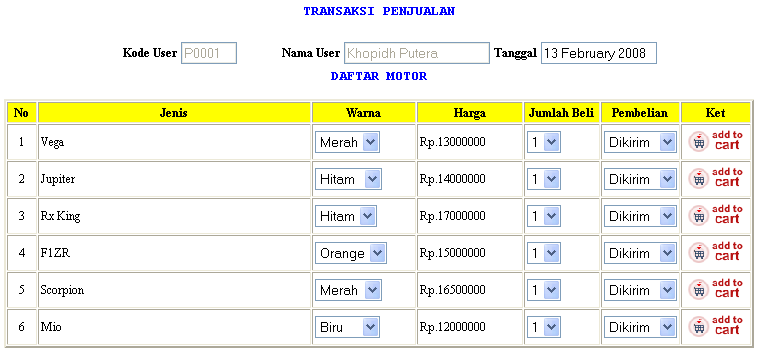 TRANSAKSI PENJUALAN
Kode User P0001 Nama User Khopidh Putera Tanggal 13 February 2008
DAFTAR MOTOR
No Jenis Warna Harga Jumlah Beli Pembelian Ket
1 Vega Merah Rp.13000000 1 Dikirim add to cart
2 Jupiter Hitam Rp.14000000 1 Dikirim add to cart
3 Rx King Hitam Rp.17000000 1 Dikirim add to cart
4 F1ZR Orange Rp.15000000 1 Dikirim add to cart
5 Scorpion Merah Rp.16500000 1 Dikirim add to cart
6 Mio Biru Rp.12000000 1 Dikirim add to cart